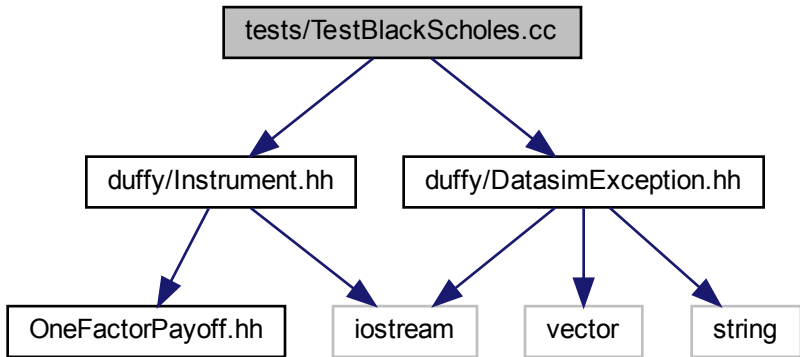 tests/TestBlackScholes.cc
duffy/Instrument.hh
duffy/DatasimException.hh
OneFactorPayoff.hh
iostream
vector
string